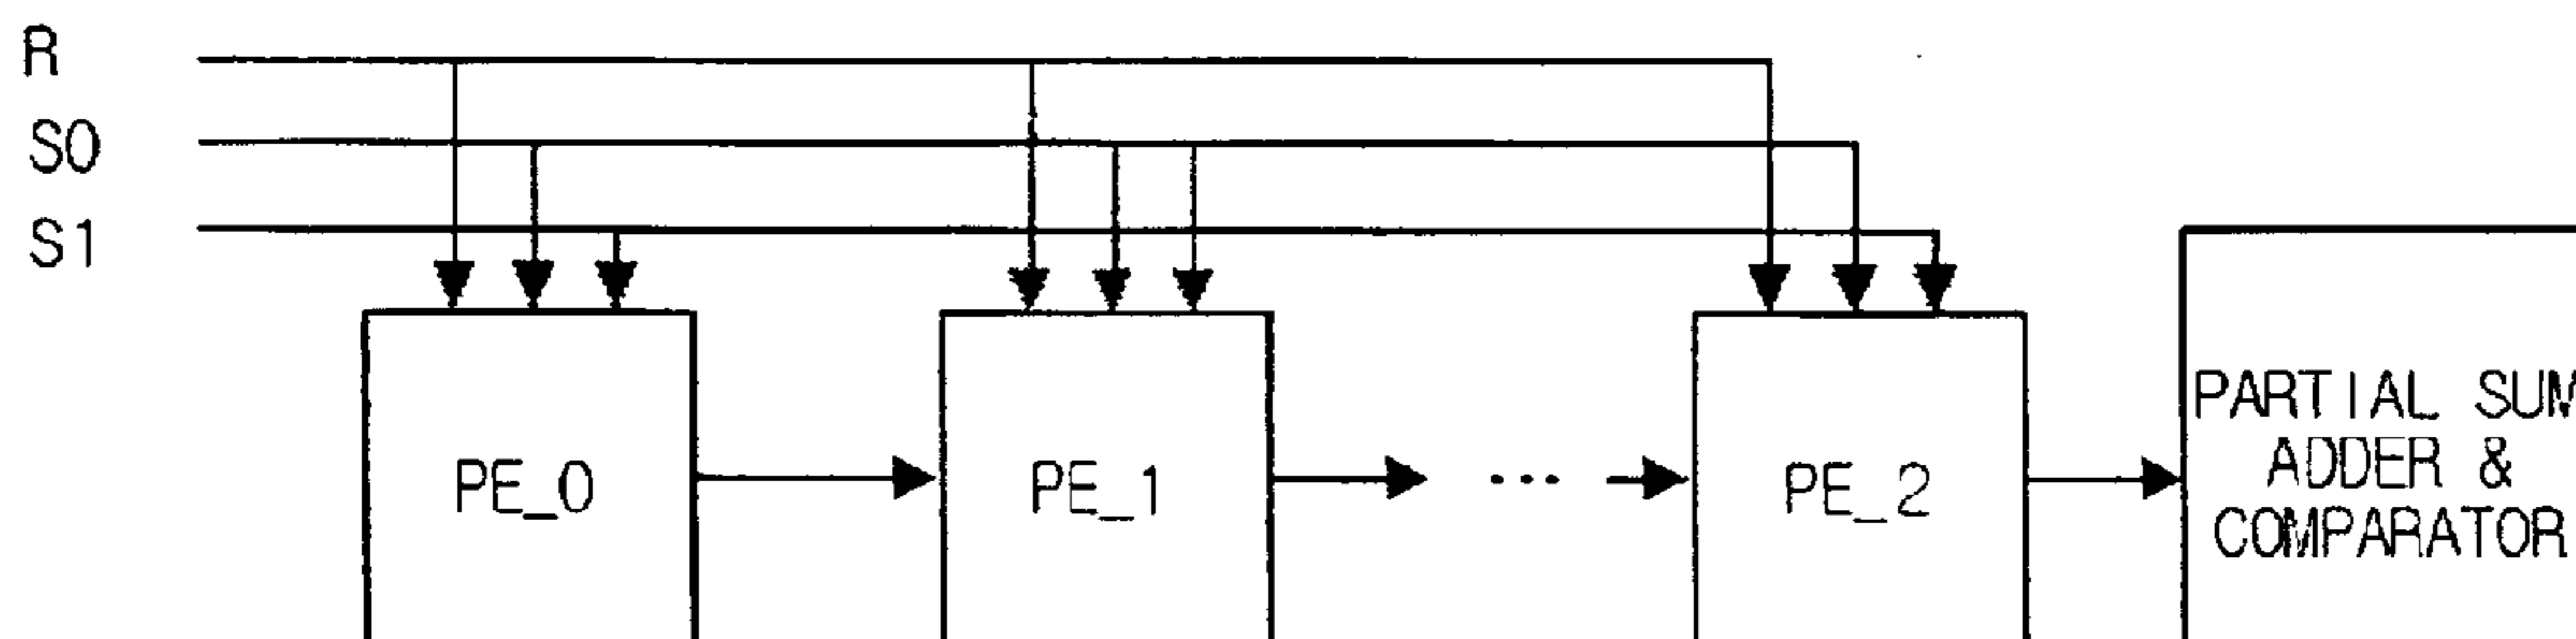 R
S0
S1
PE_0
PE_1
...
PE_2
PARTIAL SUM
ADDER &
COMPARATOR